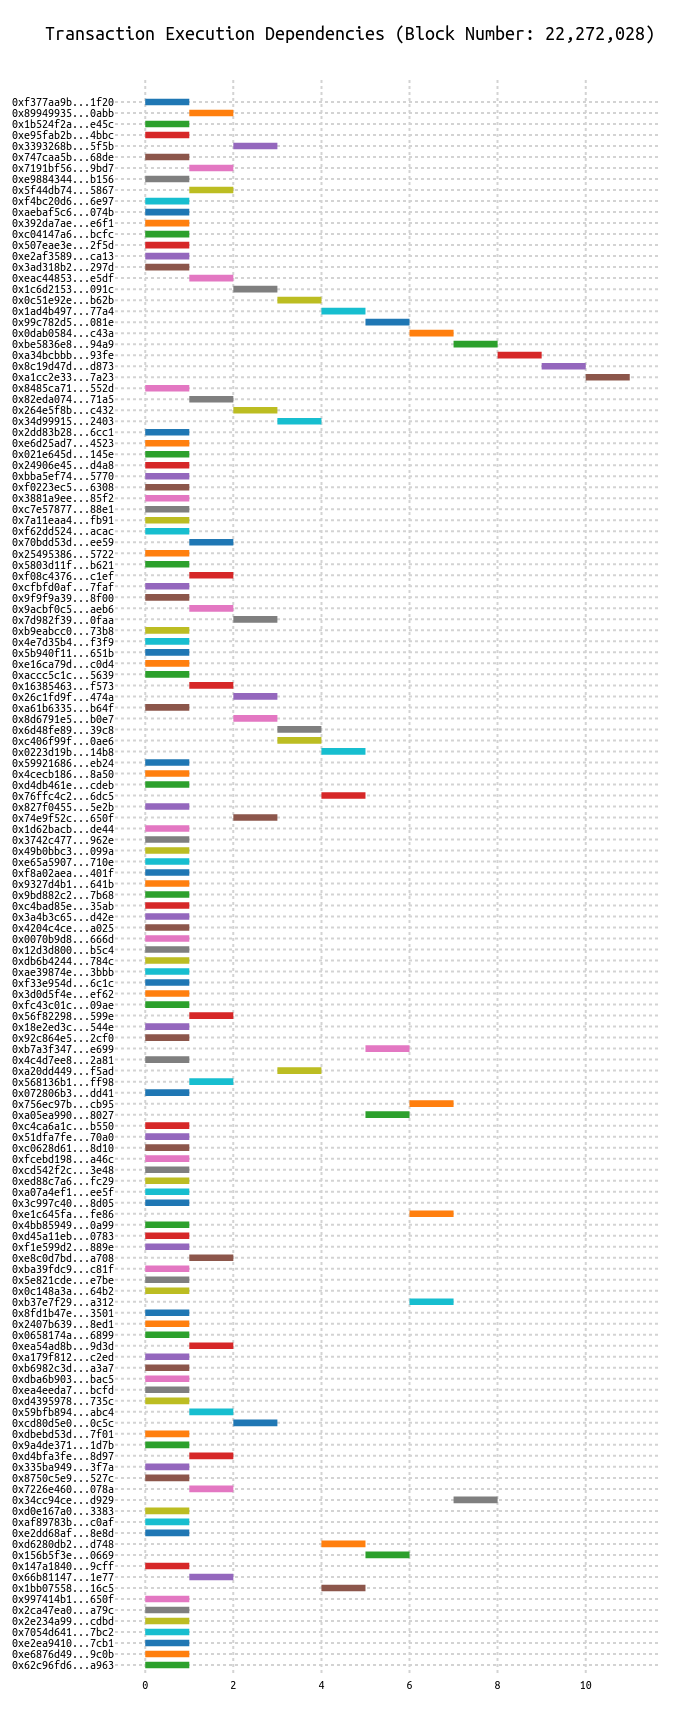 Transaction Execution Dependencies (Block Number: 22,272,028)
0xf377aa9b...1f20
0x89949935...0abb
0x1b524f2a...e45c
0xe95fab2b...4bbc
0x3393268b...5f5b
0x747caa5b...68de
0x7191bf56...9bd7
0xe9884344...b156
0x5f44db74...5867
0xf4bc20d6...6e97
0xaebaf5c6...074b
0x392da7ae...e6f1
0xc04147a6...bcfc
0x507eae3e...2f5d
0xe2af3589...ca13
0x3ad318b2...297d
0xeac44853...e5df
0x1c6d2153...091c
0x0c51e92e...b62b
0x1ad4b497...77a4
0x99c782d5...081e
0x0dab0584...c43a
0xbe5836e8...94a9
0xa34bcbbb...93fe
0x8c19d47d...d873
0xa1cc2e33...7a23
0x8485ca71...552d
0x82eda074...71a5
0x264e5f8b...c432
0x34d99915...2403
0x2dd83b28...6cc1
0xe6d25ad7...4523
0x021e645d...145e
0x24906e45...d4a8
0xbba5ef74...5770
0xf0223ec5...6308
0x3881a9ee...85f2
0xc7e57877...88e1
0x7a11eaa4...fb91
0xf62dd524...acac
0x70bdd53d...ee59
0x25495386...5722
0x5803d11f...b621
0xf08c4376...c1ef
0xcfbfd0af...7faf
0x9f9f9a39...8f00
0x9acbf0c5...aeb6
0x7d982f39...0faa
0xb9eabcc0...73b8
0x4e7d35b4...f3f9
0x5b940f11...651b
0xe16ca79d...c0d4
0xaccc5c1c...5639
0x16385463...f573
0x26c1fd9f...474a
0xa61b6335...b64f
0x8d6791e5...b0e7
0x6d48fe89...39c8
0xc406f99f...0ae6
0x0223d19b...14b8
0x59921686...eb24
0x4cecb186...8a50
0xd4db461e...cdeb
0x76ffc4c2...6dc5
0x827f0455...5e2b
0x74e9f52c...650f
0x1d62bacb...de44
0x3742c477...962e
0x49b0bbc3...099a
0xe65a5907...710e
0xf8a02aea...401f
0x9327d4b1...641b
0x9bd882c2...7b68
0xc4bad85e...35ab
0x3a4b3c65...d42e
0x4204c4ce...a025
0x0070b9d8...666d
0x12d3d800...b5c4
0xdb6b4244...784c
0xae39874e...3bbb
0xf33e954d...6c1c
0x3d0d5f4e...ef62
0xfc43c01c...09ae
0x56f82298...599e
0x18e2ed3c...544e
0x92c864e5...2cf0
0xb7a3f347...e699
0x4c4d7ee8...2a81
0xa20dd449...f5ad
0x568136b1...ff98
0x072806b3...dd41
0x756ec97b...cb95
0xa05ea990...8027
0xc4ca6a1c...b550
0x51dfa7fe...70a0
0xc0628d61...8d10
0xfcebd198...a46c
0xcd542f2c...3e48
0xed88c7a6...fc29
0xa07a4ef1...ee5f
0x3c997c40...8d05
0xe1c645fa...fe86
0x4bb85949...0a99
0xd45a11eb...0783
0xf1e599d2...889e
0xe8c0d7bd...a708
0xba39fdc9...c81f
0x5e821cde...e7be
0x0c148a3a...64b2
0xb37e7f29...a312
0x8fd1b47e...3501
0x2407b639...8ed1
0x0658174a...6899
0xea54ad8b...9d3d
0xa179f812...c2ed
0xb6982c3d...a3a7
0xdba6b903...bac5
0xea4eeda7...bcfd
0xd4395978...735c
0x59bfb894...abc4
0xcd80d5e0...0c5c
0xdbebd53d...7f01
0x9a4de371...1d7b
0xd4bfa3fe...8d97
0x335ba949...3f7a
0x8750c5e9...527c
0x7226e460...078a
0x34cc94ce...d929
0xd0e167a0...3383
0xaf89783b...c0af
0xe2dd68af...8e8d
0xd6280db2...d748
0x156b5f3e...0669
0x147a1840...9cff
0x66b81147...1e77
0x1bb07558...16c5
0x997414b1...650f
0x2ca47ea0...a79c
0x2e234a99...cdbd
0x7054d641...7bc2
0xe2ea9410...7cb1
0xe6876d49...9c0b
0x62c96fd6...a963
0 2 4 6 8 10